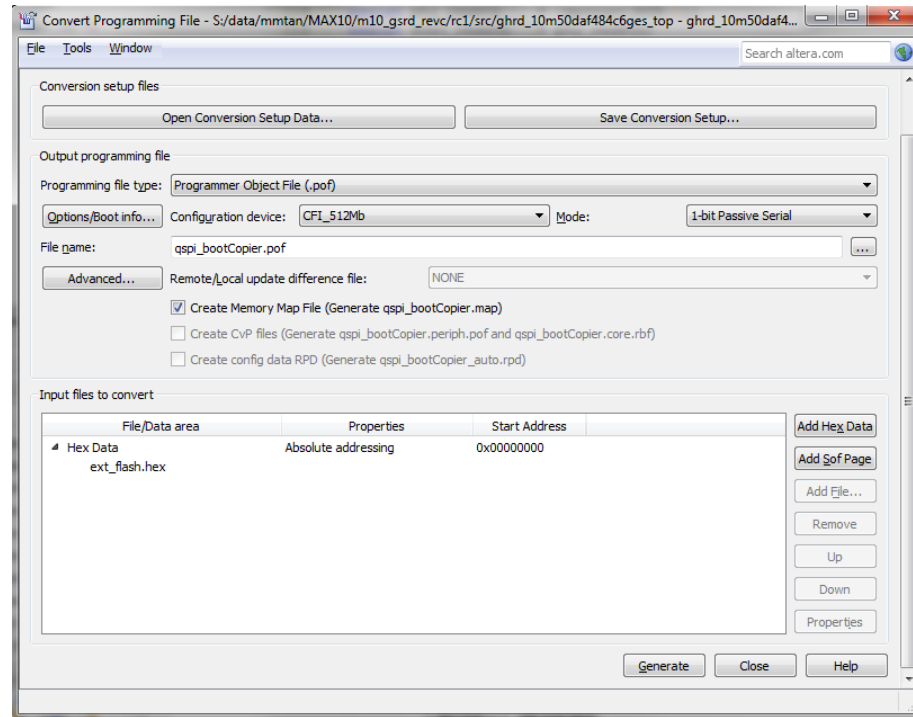 Convert Programming File - S:/data/mmtan/MAX10/m10_gsrd_revc/rc1/src/ghrd_10m50daf484c6ges_top - ghrd_10m50daf4...
File Tools Window Search altera.com
Conversion setup files
Open Conversion Setup Data... Save Conversion Setup...
Output programming file
Programming file type: Programmer Object File (.pof)
Options/Boot info... Configuration device: CFI_512Mb Mode: 1-bit Passive Serial
File name: qspi_bootCopier.pof ...
Advanced... Remote/Local update difference file: NONE
Create Memory Map File (Generate qspi_bootCopier.map)
Create CvP files (Generate qspi_bootCopier.periph.pof and qspi_bootCopier.core.rbf)
Create config data RPD (Generate qspi_bootCopier_auto.rpd)
Input files to convert
File/Data area Properties Start Address Add Hex Data
Hex Data Absolute addressing 0x00000000
ext_flash.hex
Add Sof Page
Add File...
Remove
Up
Down
Properties
Generate Close Help